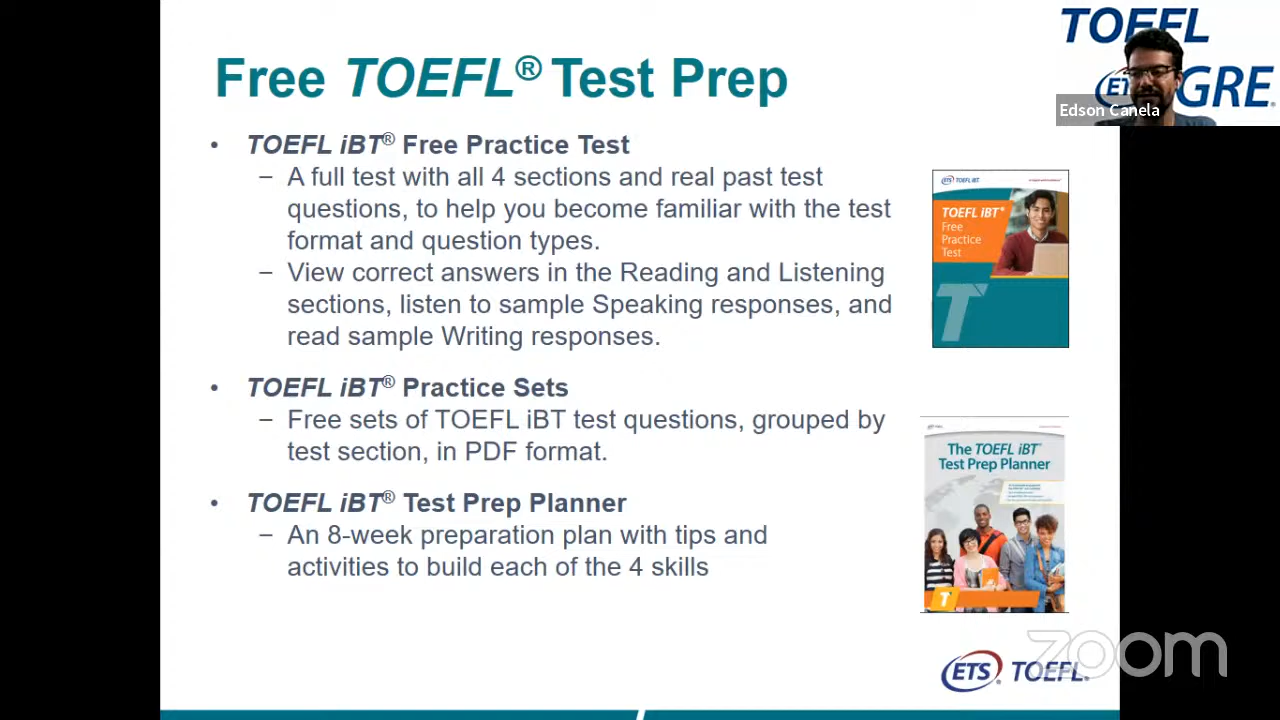 Free TOEFL® Test Prep
• TOEFL iBT® Free Practice Test
– A full test with all 4 sections and real past test
questions, to help you become familiar with the test
format and question types.
– View correct answers in the Reading and Listening
sections, listen to sample Speaking responses, and
read sample Writing responses.
• TOEFL iBT® Practice Sets
– Free sets of TOEFL iBT test questions, grouped by
test section, in PDF format.
• TOEFL iBT® Test Prep Planner
– An 8-week preparation plan with tips and
activities to build each of the 4 skills
TOEFL
GRE®
Edson Canela
ETS TOEFL iBT
TOEFL iBT®
Free
Practice
Test
The TOEFL iBT®
Test Prep Planner
ETS® TOEFL®
zoom